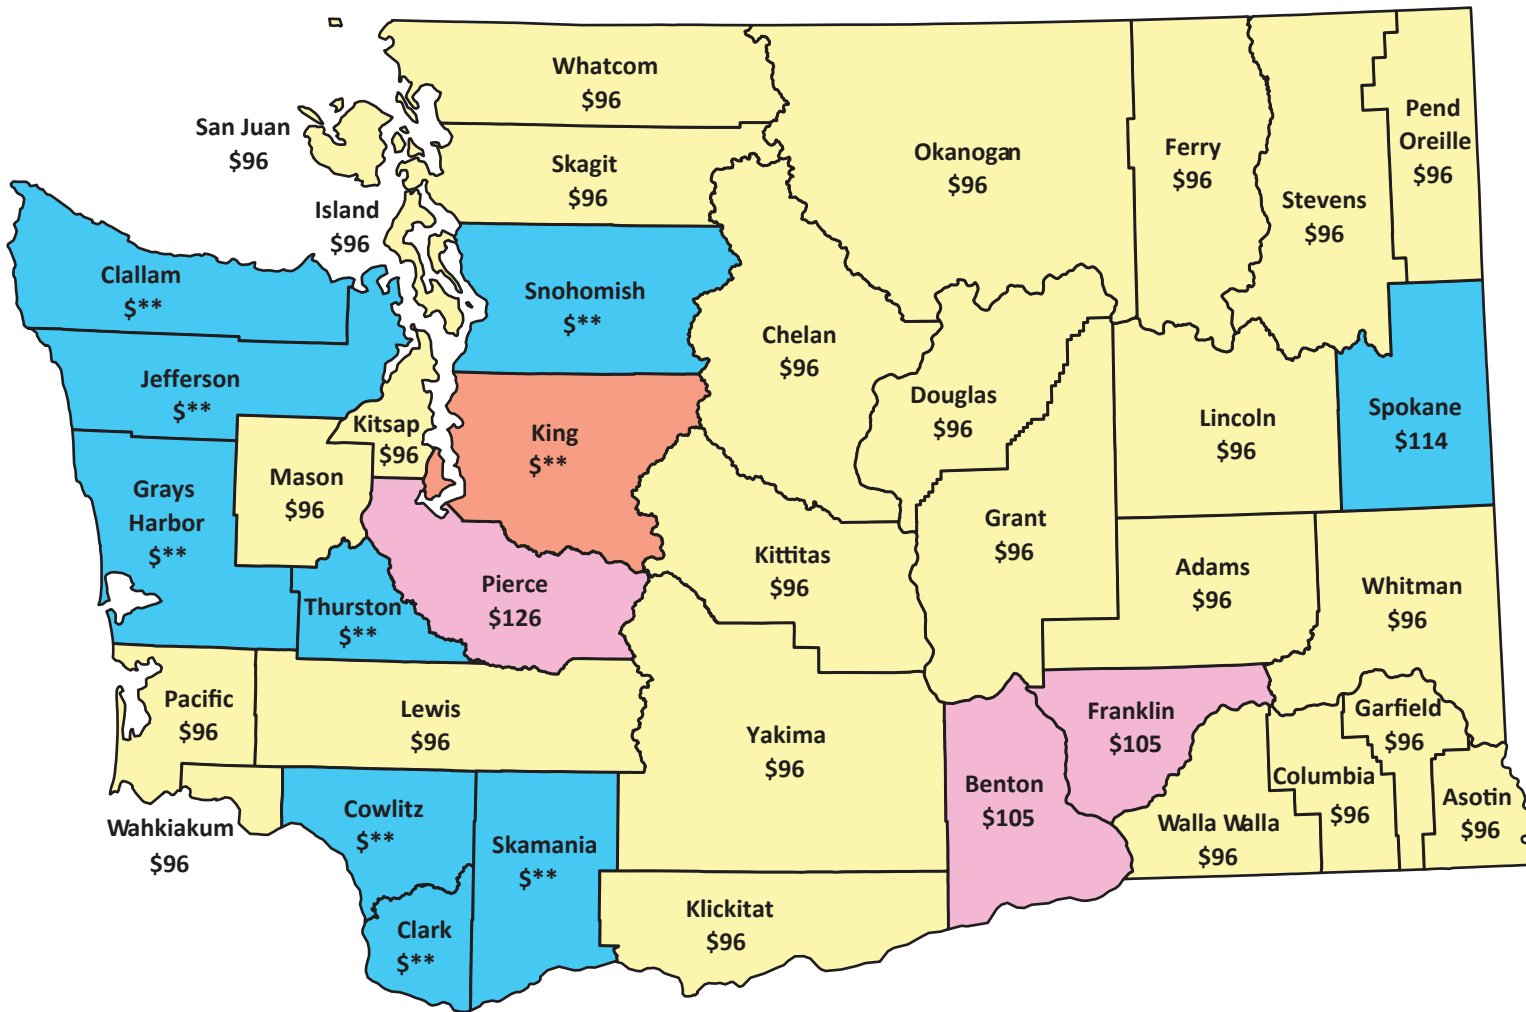 Whatcom
$96
San Juan
$96
Skagit
$96
Okanogan
$96
Ferry
$96
Pend
Oreille
$96
Stevens
$96
Island
$96
Clallam
$**
Snohomish
$**
Chelan
$96
Jefferson
$**
Kitsap
$96
King
$**
Douglas
$96
Lincoln
$96
Spokane
$114
Mason
$96
Grays
Harbor
$**
Grant
$96
Kittitas
$96
Adams
$96
Whitman
$96
Thurston
$**
Pierce
$126
Pacific
$96
Lewis
$96
Yakima
$96
Franklin
$105
Garfield
$96
Benton
$105
Columbia
$96
Asotin
$96
Wahkiakum
$96
Cowlitz
$**
Skamania
$**
Walla Walla
$96
Klickitat
$96
Clark
$**